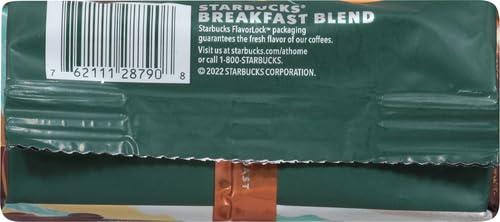 STARBUCKS®
BREAKFAST BLEND
Starbucks FlavorLock™ packaging
guarantees the fresh flavor of our coffees.
Visit us at starbucks.com/athome
or call 1-800-STARBUCKS.
© 2022 STARBUCKS CORPORATION.
7 62111 28790 8